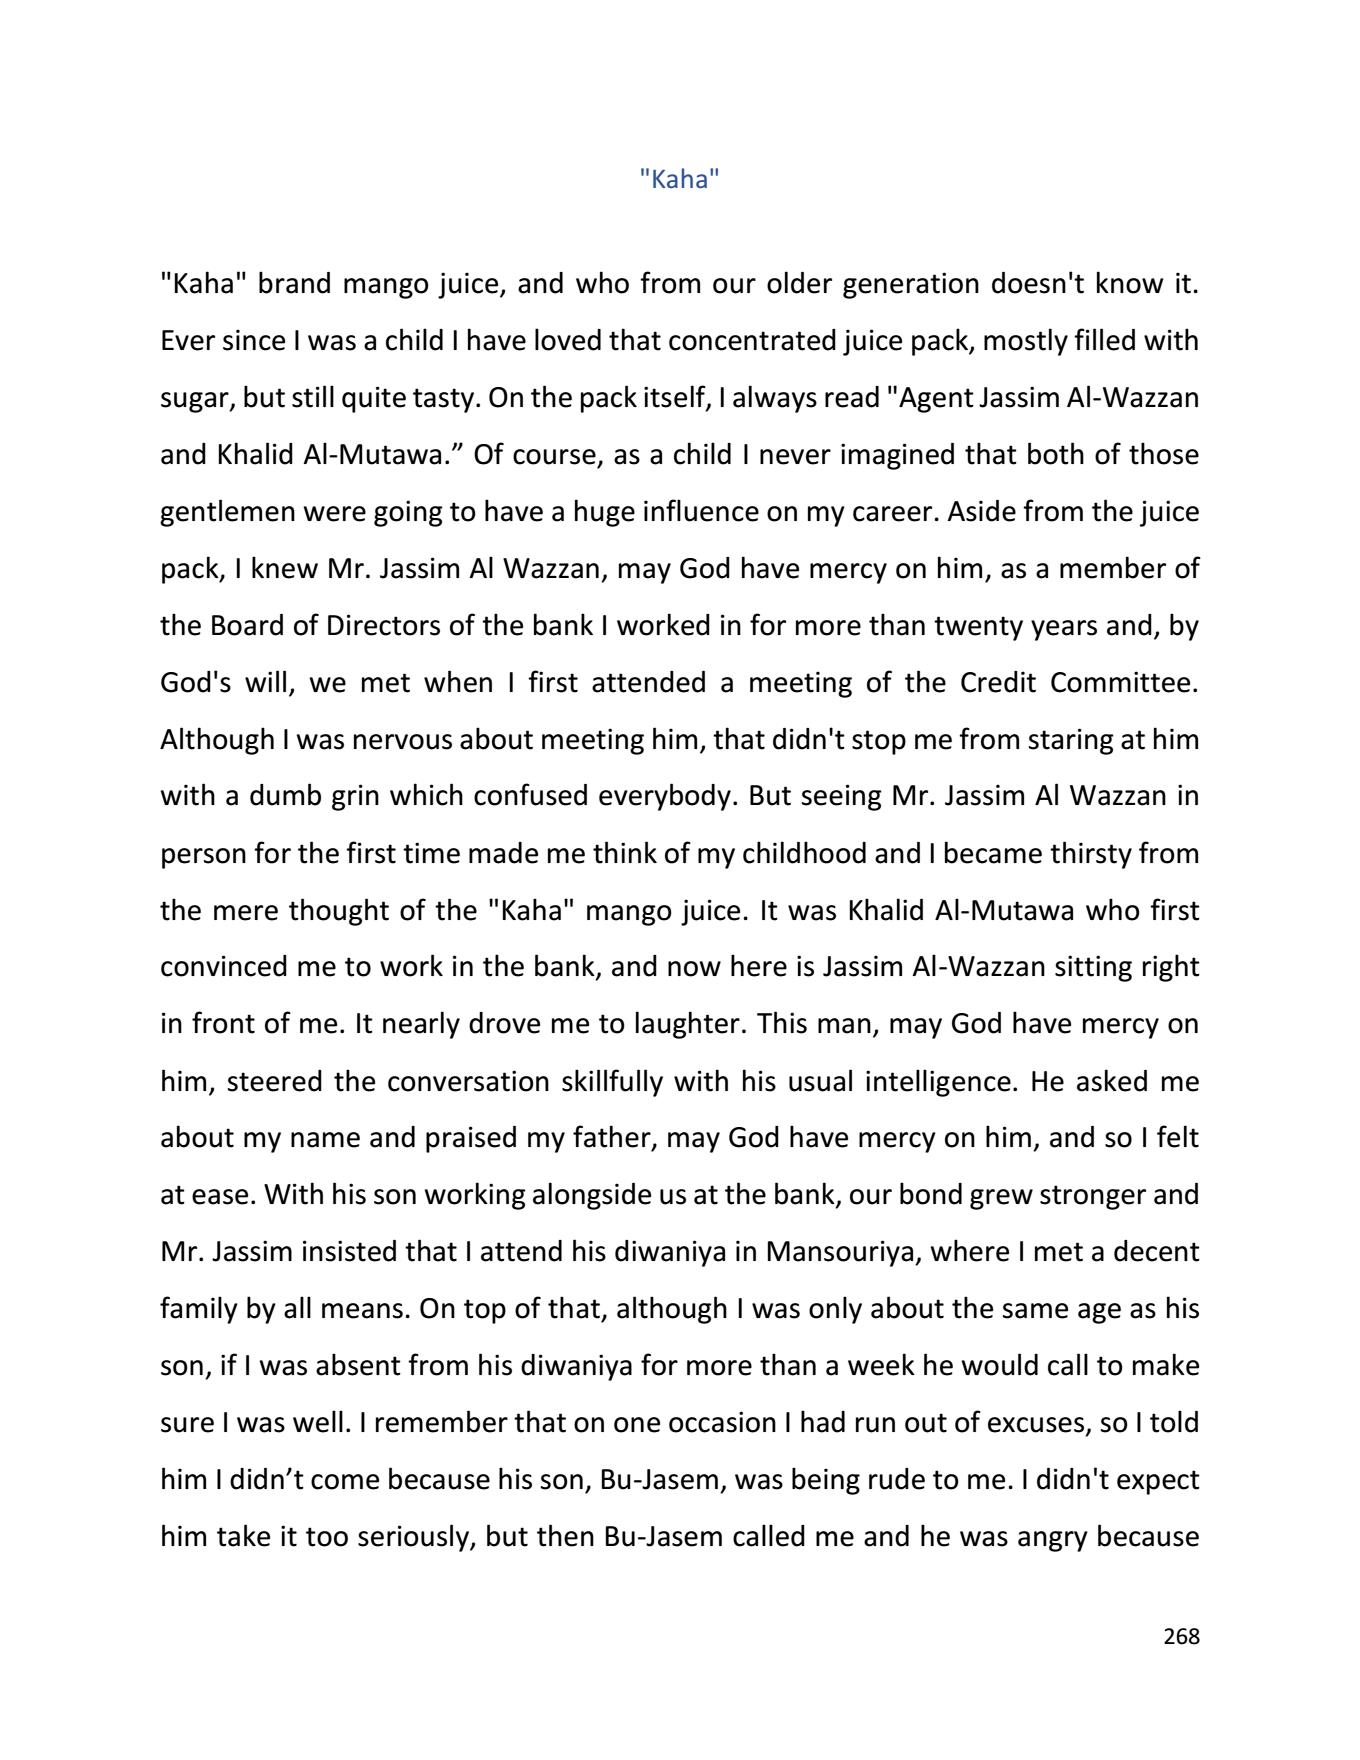 "Kaha"
"Kaha" brand mango juice, and who from our older generation doesn't know it.
Ever since I was a child I have loved that concentrated juice pack, mostly filled with
sugar, but still quite tasty. On the pack itself, I always read "Agent Jassim Al-Wazzan
and Khalid Al-Mutawa.” Of course, as a child I never imagined that both of those
gentlemen were going to have a huge influence on my career. Aside from the juice
pack, I knew Mr. Jassim Al Wazzan, may God have mercy on him, as a member of
the Board of Directors of the bank I worked in for more than twenty years and, by
God's will, we met when I first attended a meeting of the Credit Committee.
Although I was nervous about meeting him, that didn't stop me from staring at him
with a dumb grin which confused everybody. But seeing Mr. Jassim Al Wazzan in
person for the first time made me think of my childhood and I became thirsty from
the mere thought of the "Kaha" mango juice. It was Khalid Al-Mutawa who first
convinced me to work in the bank, and now here is Jassim Al-Wazzan sitting right
in front of me. It nearly drove me to laughter. This man, may God have mercy on
him, steered the conversation skillfully with his usual intelligence. He asked me
about my name and praised my father, may God have mercy on him, and so I felt
at ease. With his son working alongside us at the bank, our bond grew stronger and
Mr. Jassim insisted that I attend his diwaniya in Mansouriya, where I met a decent
family by all means. On top of that, although I was only about the same age as his
son, if I was absent from his diwaniya for more than a week he would call to make
sure I was well. I remember that on one occasion I had run out of excuses, so I told
him I didn’t come because his son, Bu-Jasem, was being rude to me. I didn't expect
him take it too seriously, but then Bu-Jasem called me and he was angry because
268